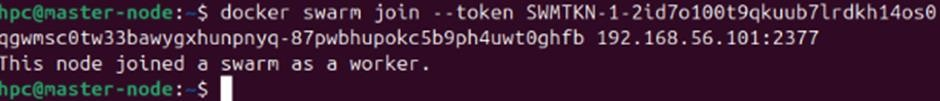 hpc@master-node:~$ docker swarm join --token SWMTKN-1-2id7o100t9qkuub7lrdkh14os0
qgwmsc0tw33bawygxhunpnyq-87pwbhupokc5b9ph4uwt0ghfb 192.168.56.101:2377
This node joined a swarm as a worker.
hpc@master-node:~$